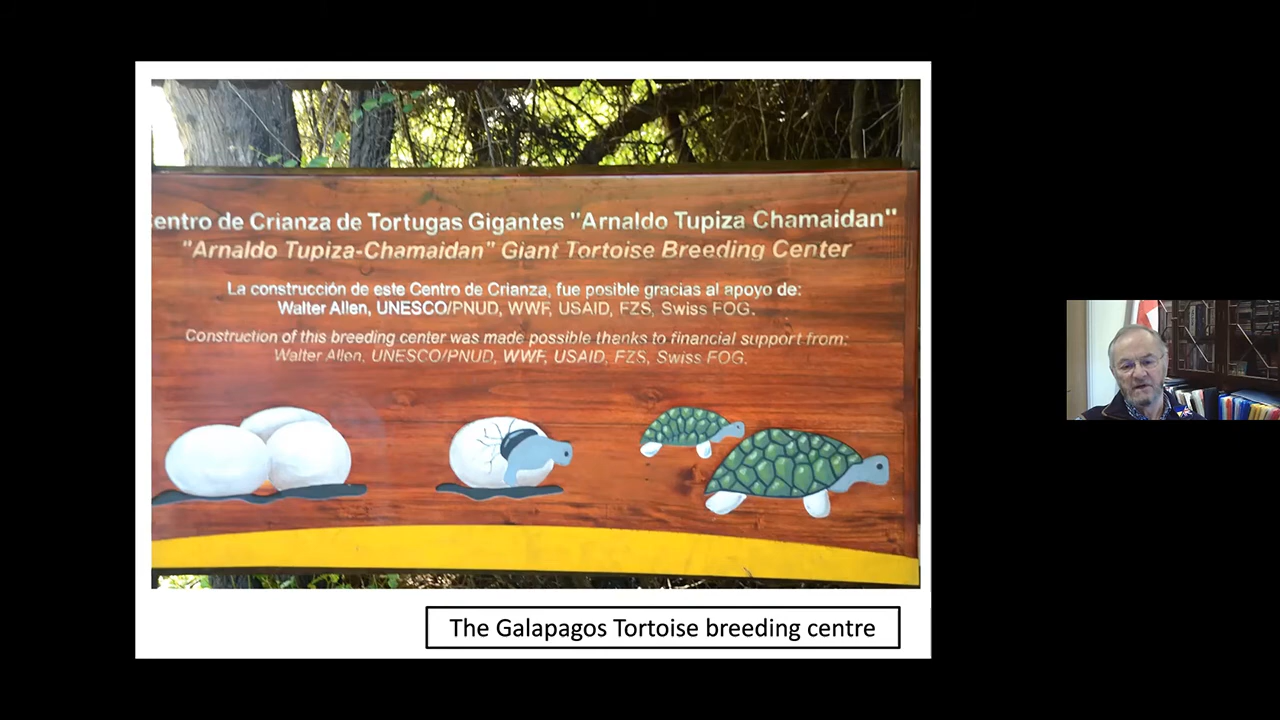 entro de Crianza de Tortugas Gigantes "Arnaldo Tupiza Chamaidan"
"Arnaldo Tupiza-Chamaidan" Giant Tortoise Breeding Center
La construcción de este Centro de Crianza, fue posible gracias al apoyo de:
Walter Allen, UNESCO/PNUD, WWF, USAID, FZS, Swiss FOG.
Construction of this breeding center was made possible thanks to financial support from:
Walter Allen, UNESCO/PNUD, WWF, USAID, FZS, Swiss FOG.
The Galapagos Tortoise breeding centre